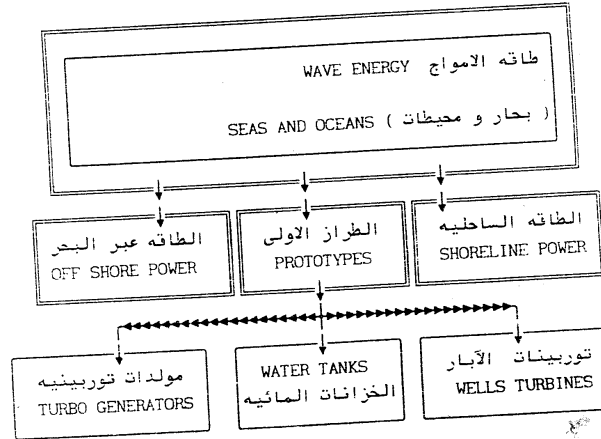 طاقه الامواج WAVE ENERGY
( بحار و محيطات ) SEAS AND OCEANS
الطاقه عبر البحر
OFF SHORE POWER
الطراز الاولى
PROTOTYPES
الطاقه الساحليه
SHORELINE POWER
مولدات توربينيه
TURBO GENERATORS
WATER TANKS
الخزانات المائيه
توربينات الآبار
WELLS TURBINES